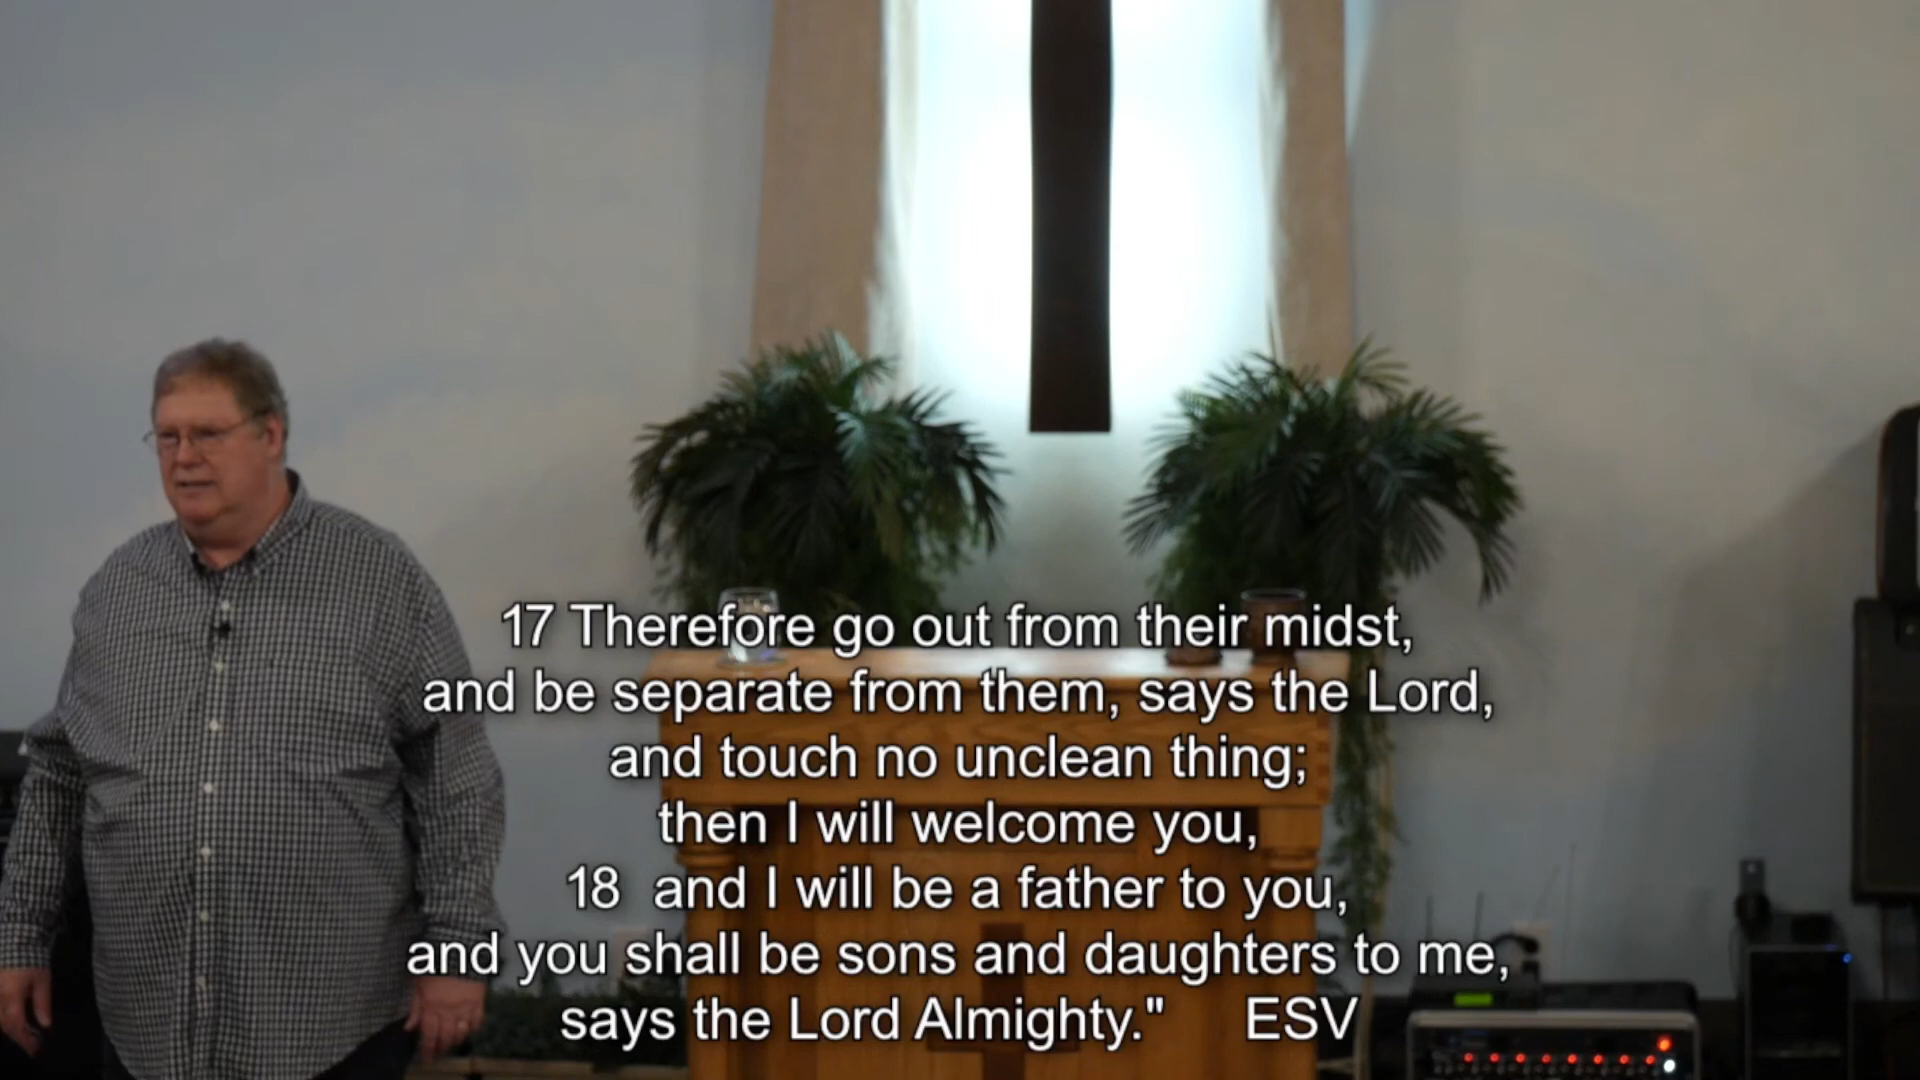 17 Therefore go out from their midst,
and be separate from them, says the Lord,
and touch no unclean thing;
then I will welcome you,
18  and I will be a father to you,
and you shall be sons and daughters to me,
says the Lord Almighty."     ESV